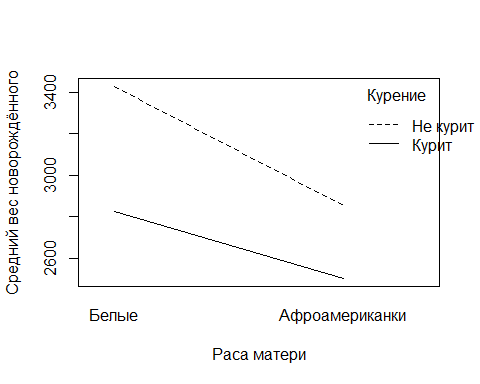 Средний вес новорождённого
3400
3000
2600
Курение
Не курит
Курит
Белые
Афроамериканки
Раса матери